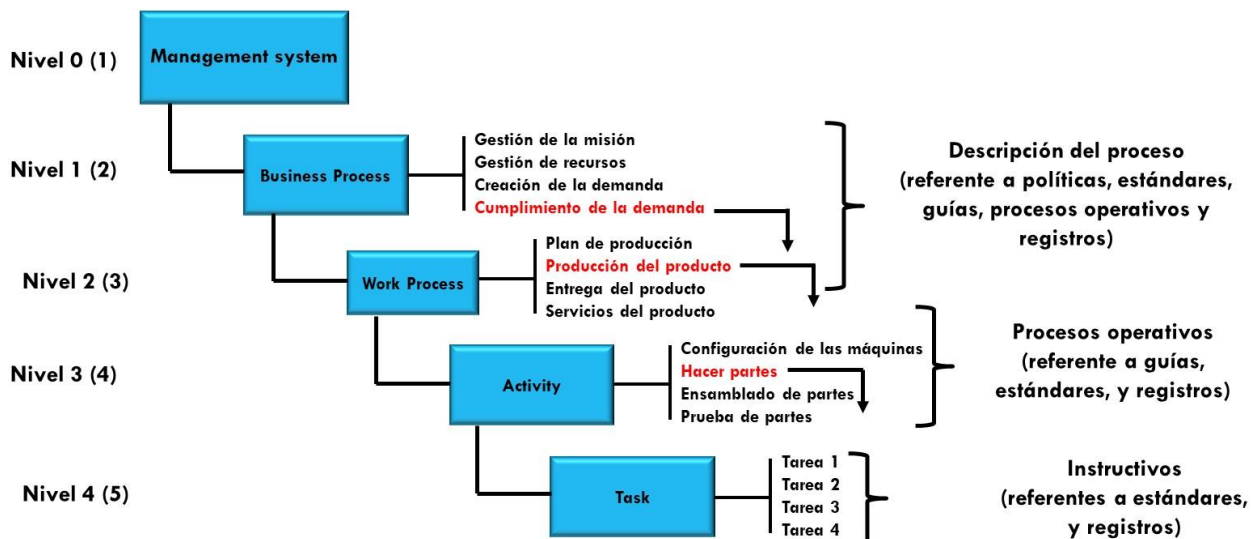 Nivel 0 (1)
Management system
Nivel 1 (2)
Business Process
Gestión de la misión
Gestión de recursos
Creación de la demanda
Cumplimiento de la demanda
Descripción del proceso
(referente a políticas, estándares,
guías, procesos operativos y
registros)
Nivel 2 (3)
Work Process
Plan de producción
Producción del producto
Entrega del producto
Servicios del producto
Nivel 3 (4)
Activity
Configuración de las máquinas
Hacer partes
Ensamblado de partes
Prueba de partes
Procesos operativos
(referente a guías,
estándares, y registros)
Nivel 4 (5)
Task
Tarea 1
Tarea 2
Tarea 3
Tarea 4
Instructivos
(referentes a estándares,
y registros)